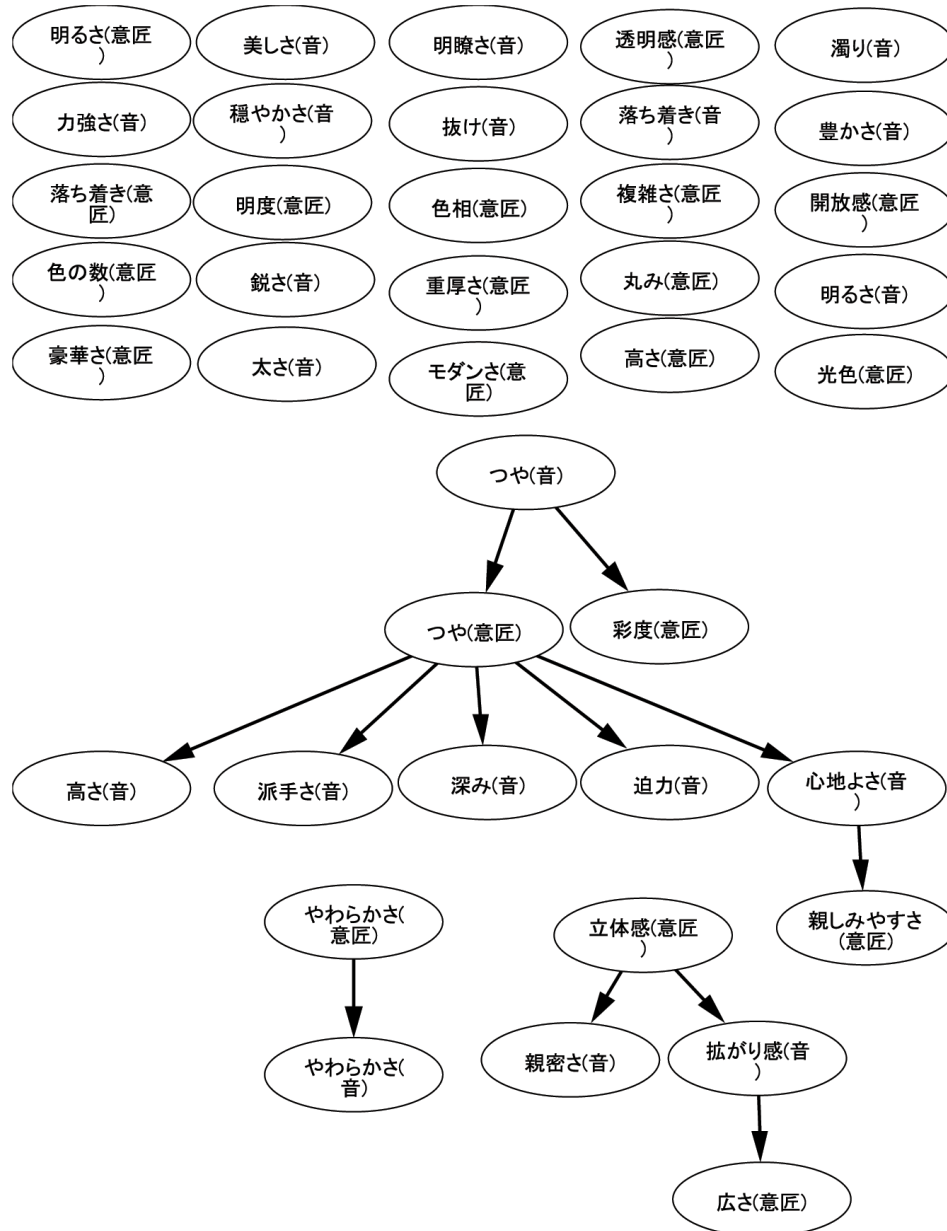 明るさ(意匠
)
美しさ(音)
明瞭さ(音)
透明感(意匠
)
濁り(音)
力強さ(音)
穏やかさ(音
)
抜け(音)
落ち着き(音
)
豊かさ(音)
落ち着き(意
匠)
明度(意匠)
色相(意匠)
複雑さ(意匠
)
開放感(意匠
)
色の数(意匠
)
鋭さ(音)
重厚さ(意匠
)
丸み(意匠)
明るさ(音)
豪華さ(意匠
)
太さ(音)
モダンさ(意
匠)
高さ(意匠)
光色(意匠)
つや(音)
つや(意匠)
彩度(意匠)
高さ(音)
派手さ(音)
深み(音)
迫力(音)
心地よさ(音
)
やわらかさ(
意匠)
立体感(意匠
)
親しみやすさ
(意匠)
やわらかさ(
音)
親密さ(音)
拡がり感(音
)
広さ(意匠)